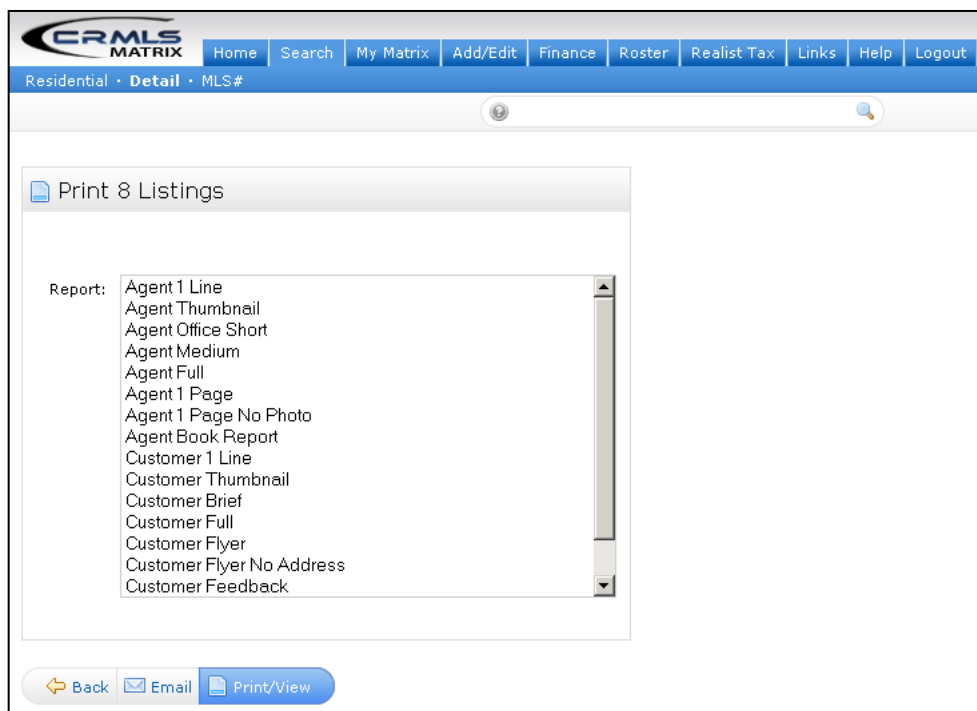 CRMLS
MATRIX
Home Search My Matrix Add/Edit Finance Roster Realist Tax Links Help Logout
Residential · Detail · MLS#
Print 8 Listings
Report:
Agent 1 Line
Agent Thumbnail
Agent Office Short
Agent Medium
Agent Full
Agent 1 Page
Agent 1 Page No Photo
Agent Book Report
Customer 1 Line
Customer Thumbnail
Customer Brief
Customer Full
Customer Flyer
Customer Flyer No Address
Customer Feedback
Back Email Print/View